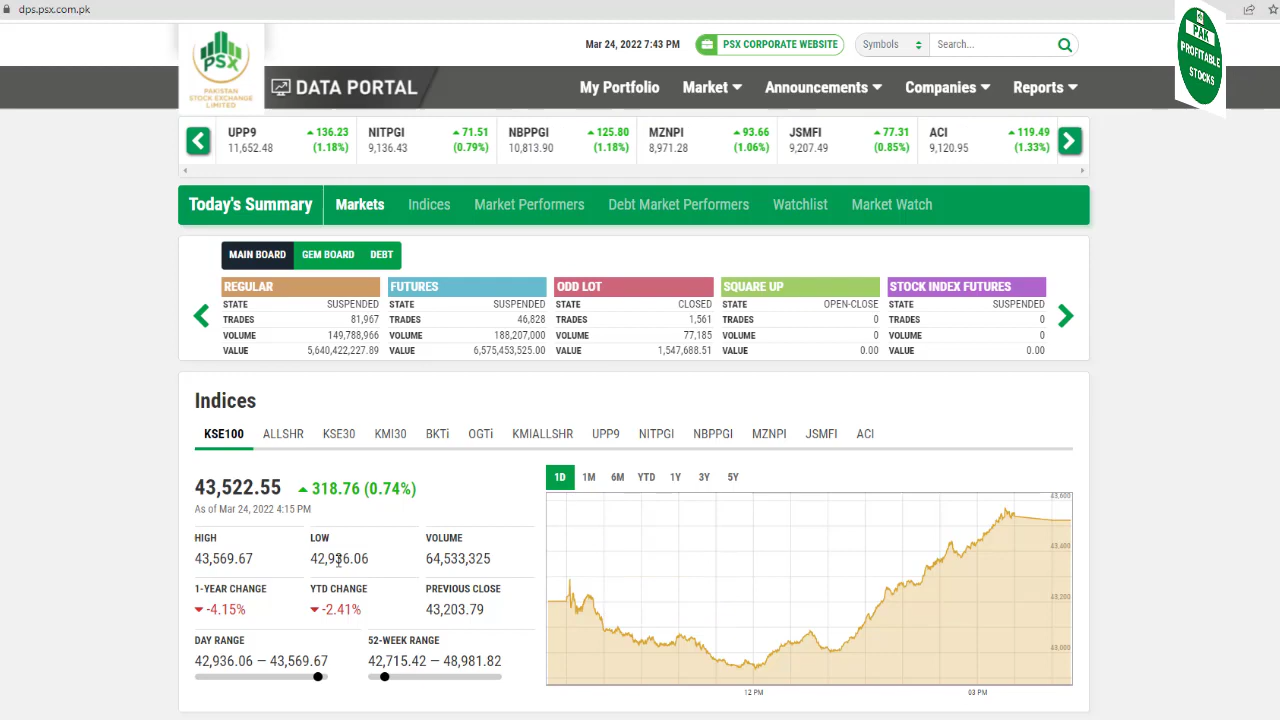 dps.psx.com.pk
PAK
PROFITABLE
STOCKS
Mar 24, 2022 7:43 PM
PSX CORPORATE WEBSITE
Symbols
Search...
PSX
PAKISTAN
STOCK EXCHANGE
LIMITED
DATA PORTAL
My Portfolio Market Announcements Companies Reports
UPP9 136.23 NITPGI 71.51 NBPPGI 125.80 MZNPI 93.66 JSMFI 77.31 ACI 119.49
11,652.48 (1.18%) 9,136.43 (0.79%) 10,813.90 (1.18%) 8,971.28 (1.06%) 9,207.49 (0.85%) 9,120.95 (1.33%)
Today's Summary Markets Indices Market Performers Debt Market Performers Watchlist Market Watch
MAIN BOARD GEM BOARD DEBT
REGULAR FUTURES ODD LOT SQUARE UP STOCK INDEX FUTURES
STATE SUSPENDED STATE SUSPENDED STATE CLOSED STATE OPEN-CLOSE STATE SUSPENDED
TRADES 81,967 TRADES 46,828 TRADES 1,561 TRADES 0 TRADES 0
VOLUME 149,788,966 VOLUME 188,207,000 VOLUME 77,185 VOLUME 0 VOLUME 0
VALUE 5,640,422,227.89 VALUE 6,575,453,525.00 VALUE 1,547,688.51 VALUE 0.00 VALUE 0.00
Indices
KSE100 ALLSHR KSE30 KMI30 BKTi OGTi KMIALLSHR UPP9 NITPGI NBPPGI MZNPI JSMFI ACI
43,522.55 318.76 (0.74%)
As of Mar 24, 2022 4:15 PM
HIGH LOW VOLUME
43,569.67 42,936.06 64,533,325
1-YEAR CHANGE YTD CHANGE PREVIOUS CLOSE
-4.15% -2.41% 43,203.79
DAY RANGE 52-WEEK RANGE
42,936.06 — 43,569.67 42,715.42 — 48,981.82
1D 1M 6M YTD 1Y 3Y 5Y
43,600
43,400
43,200
43,000
12 PM 03 PM